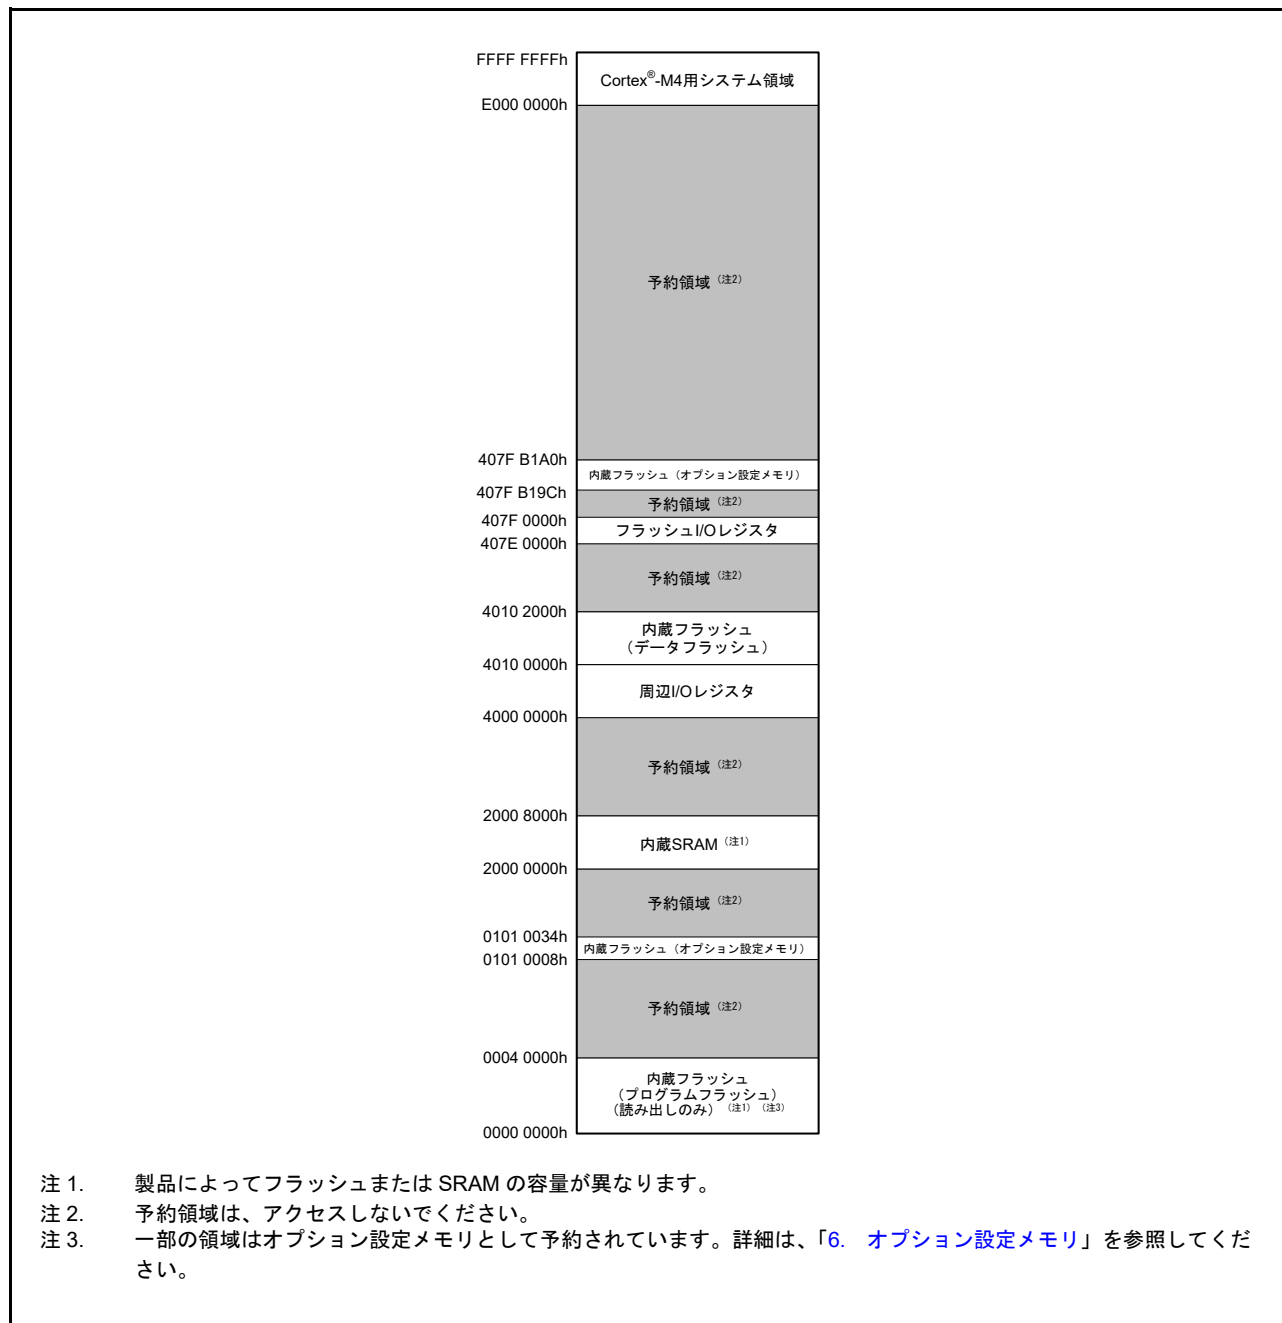 FFFF FFFFh
Cortex®-M4用システム領域
E000 0000h
予約領域（注2）
407F B1A0h
内蔵フラッシュ（オプション設定メモリ）
407F B19Ch
予約領域（注2）
407F 0000h
フラッシュI/Oレジスタ
407E 0000h
予約領域（注2）
4010 2000h
内蔵フラッシュ
（データフラッシュ）
4010 0000h
周辺I/Oレジスタ
4000 0000h
予約領域（注2）
2000 8000h
内蔵SRAM（注1）
2000 0000h
予約領域（注2）
0101 0034h
内蔵フラッシュ（オプション設定メモリ）
0101 0008h
予約領域（注2）
0004 0000h
内蔵フラッシュ
（プログラムフラッシュ）
（読み出しのみ）（注1）（注3）
0000 0000h
注 1. 製品によってフラッシュまたは SRAM の容量が異なります。
注 2. 予約領域は、アクセスしないでください。
注 3. 一部の領域はオプション設定メモリとして予約されています。詳細は、「6. オプション設定メモリ」を参照してくだ
さい。